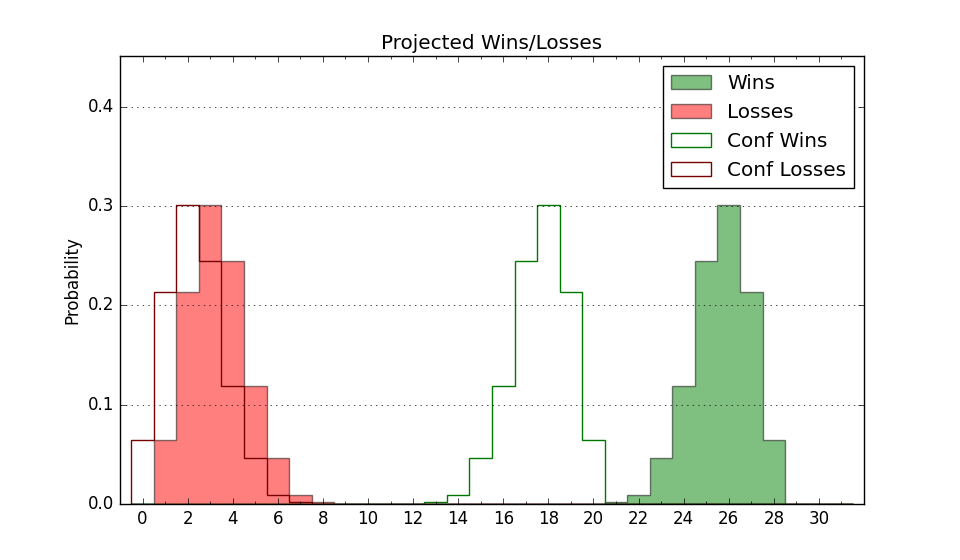 Projected Wins/Losses
Wins
Losses
Conf Wins
Conf Losses
Probability
0.4
0.3
0.2
0.1
0.0
0 2 4 6 8 10 12 14 16 18 20 22 24 26 28 30